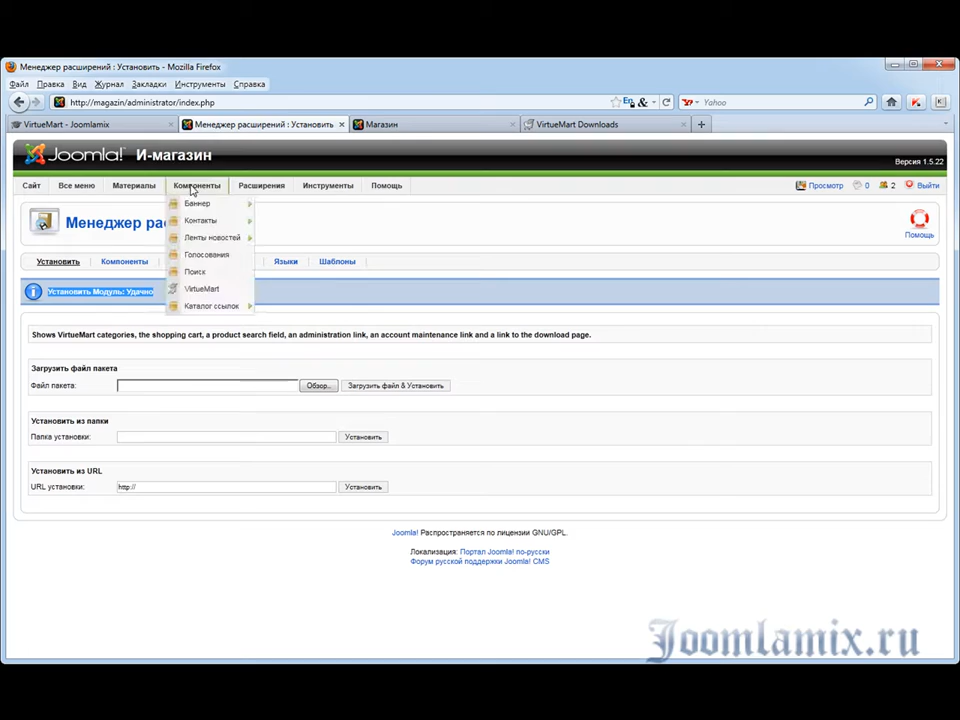 Менеджер расширений : Установить - Mozilla Firefox
Файл Правка Вид Журнал Закладки Инструменты Справка
http://magazin/administrator/index.php
En
Yahoo
VirtueMart - Joomlamix
Менеджер расширений : Установить
Магазин
VirtueMart Downloads
Joomla! И-магазин
Версия 1.5.22
Сайт Все меню Материалы Компоненты Расширения Инструменты Помощь
Просмотр 0 2 Выйти
Баннер
Контакты
Ленты новостей
Голосования
Поиск
VirtueMart
Каталог ссылок
Менеджер ра
Помощь
Установить Компоненты Языки Шаблоны
Установить Модуль: Удачно
Shows VirtueMart categories, the shopping cart, a product search field, an administration link, an account maintenance link and a link to the download page.
Загрузить файл пакета
Файл пакета: Обзор... Загрузить файл & Установить
Установить из папки
Папка установки: Установить
Установить из URL
URL установки: http:// Установить
Joomla! Распространяется по лицензии GNU/GPL.
Локализация: Портал Joomla! по-русски
Форум русской поддержки Joomla! CMS
Joomlamix.ru